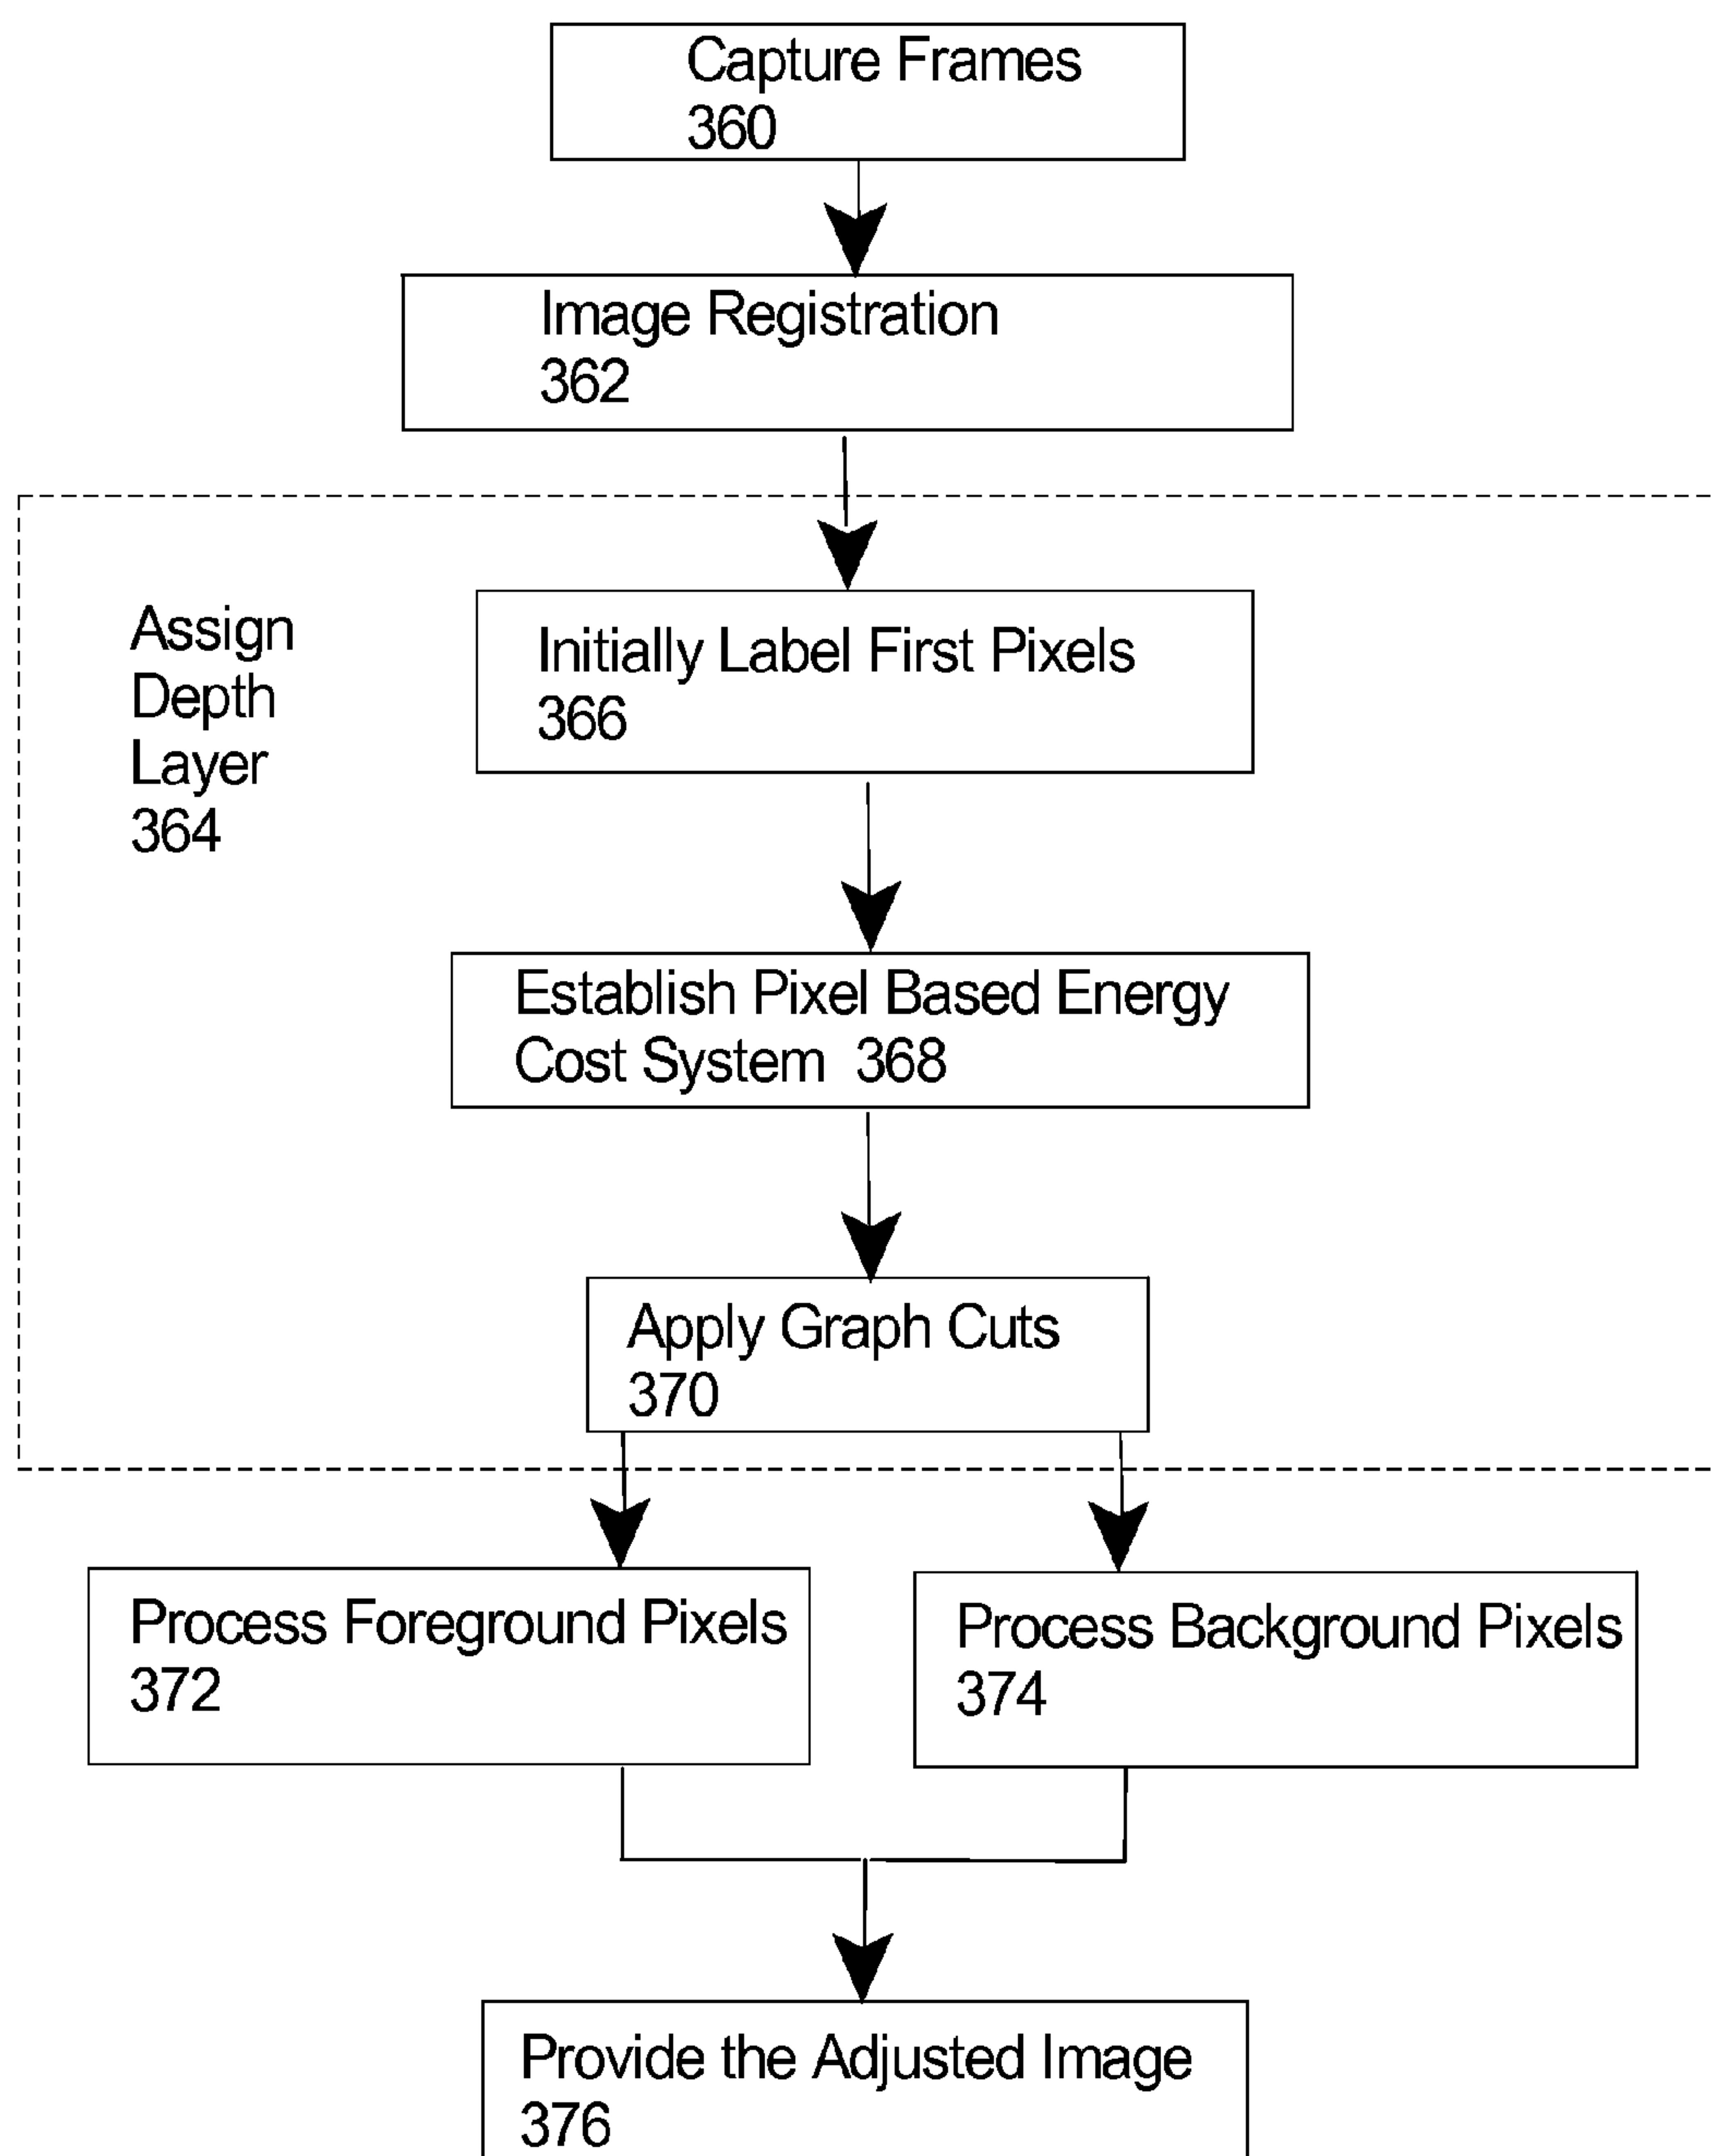 Capture Frames
360
Image Registration
362
Assign
Depth
Layer
364
Initially Label First Pixels
366
Establish Pixel Based Energy
Cost System 368
Apply Graph Cuts
370
Process Foreground Pixels
372
Process Background Pixels
374
Provide the Adjusted Image
376